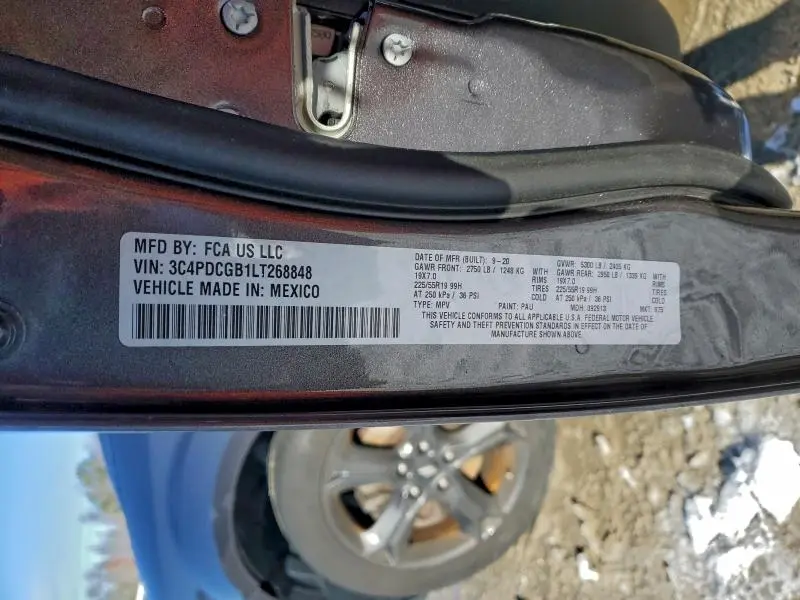 MFD BY: FCA US LLC
VIN: 3C4PDCGB1LT268848
VEHICLE MADE IN: MEXICO
DATE OF MFR (BUILT): 9-20 GVWR: 5300 LB / 2405 KG
GAWR FRONT: 2750 LB / 1248 KG WITH GAWR REAR: 2950 LB / 1339 KG WITH
19X7.0 RIMS 19X7.0 RIMS
225/55R19 99H TIRES 225/55R19 99H TIRES
AT 250 kPa / 36 PSI COLD AT 250 kPa / 36 PSI COLD
TYPE: MPV PAINT: PAU MDH: 092913 MKT: 975
THIS VEHICLE CONFORMS TO ALL APPLICABLE U.S.A. FEDERAL MOTOR VEHICLE
SAFETY AND THEFT PREVENTION STANDARDS IN EFFECT ON THE DATE OF
MANUFACTURE SHOWN ABOVE.